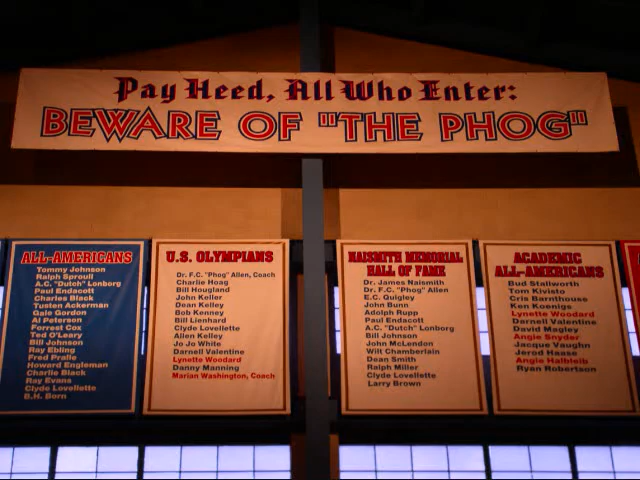 Pay Heed, All Who Enter:
BEWARE OF "THE PHOG"
ALL-AMERICANS
Tommy Johnson
Ralph Sproull
A.C. "Dutch" Lonborg
Paul Endacott
Charles Black
Tusten Ackerman
Gale Gordon
Al Peterson
Forrest Cox
Ted O'Leary
Bill Johnson
Ray Ebling
Fred Pralle
Howard Engleman
Charlie Black
Ray Evans
Clyde Lovellette
B.H. Born
U.S. OLYMPIANS
Dr. F.C. "Phog" Allen, Coach
Charlie Hoag
Bill Hougland
John Keller
Dean Kelley
Bob Kenney
Bill Lienhard
Clyde Lovellette
Allen Kelley
Jo Jo White
Darnell Valentine
Lynette Woodard
Danny Manning
Marian Washington, Coach
NAISMITH MEMORIAL
HALL OF FAME
Dr. James Naismith
Dr. F.C. "Phog" Allen
E.C. Quigley
John Bunn
Adolph Rupp
Paul Endacott
A.C. "Dutch" Lonborg
Bill Johnson
John McLendon
Wilt Chamberlain
Dean Smith
Ralph Miller
Clyde Lovellette
Larry Brown
ACADEMIC
ALL-AMERICANS
Bud Stallworth
Tom Kivisto
Cris Barnthouse
Ken Koenigs
Lynette Woodard
Darnell Valentine
David Magley
Angie Snyder
Jacque Vaughn
Jerod Haase
Angie Halbleib
Ryan Robertson